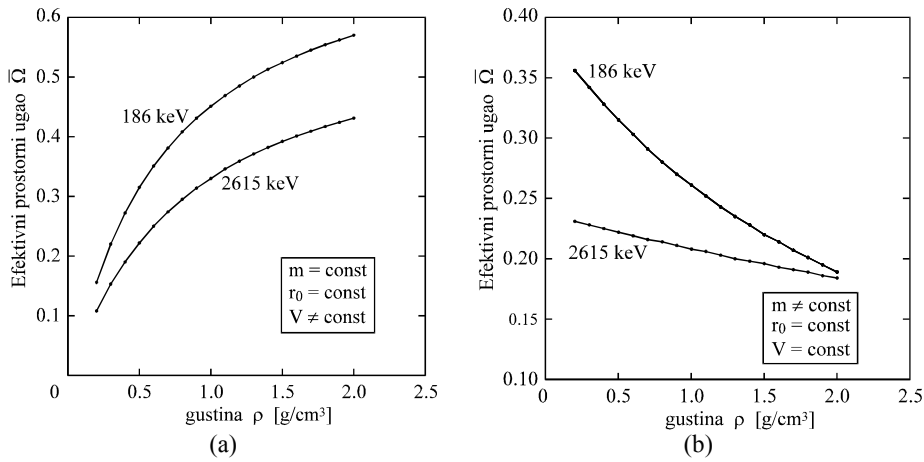 0.6
0.5
0.4
0.3
0.2
0.1
0
0.5
1.0
1.5
2.0
2.5
Efektivni prostorni ugao Ω̅
186 keV
2615 keV
m = const
r₀ = const
V ≠ const
gustina ρ [g/cm³]
(a)
0.40
0.35
0.30
0.25
0.20
0.15
0.10
0
0.5
1.0
1.5
2.0
2.5
Efektivni prostorni ugao Ω̅
186 keV
2615 keV
m ≠ const
r₀ = const
V = const
gustina ρ [g/cm³]
(b)